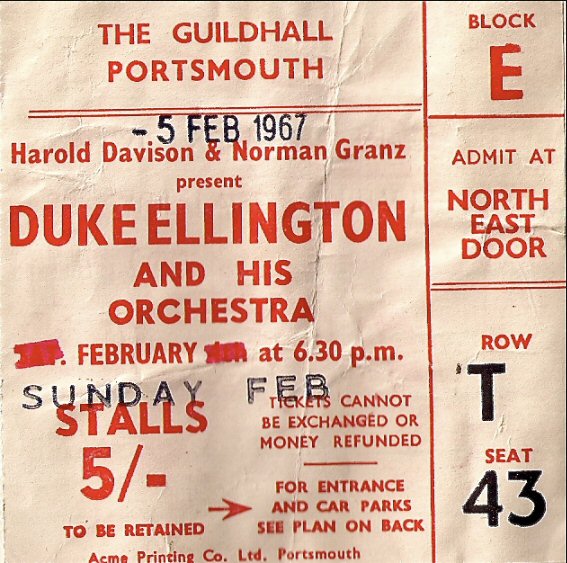 THE GUILDHALL
PORTSMOUTH
- 5 FEB 1967
Harold Davison & Norman Granz
present
DUKE ELLINGTON
AND HIS
ORCHESTRA
FEBRUARY at 6.30 p.m.
SUNDAY FEB
STALLS
5/-
TO BE RETAINED
TICKETS CANNOT
BE EXCHANGED OR
MONEY REFUNDED
FOR ENTRANCE
AND CAR PARKS
SEE PLAN ON BACK
Acme Printing Co. Ltd. Portsmouth
BLOCK
E
ADMIT AT
NORTH
EAST
DOOR
ROW
T
SEAT
43